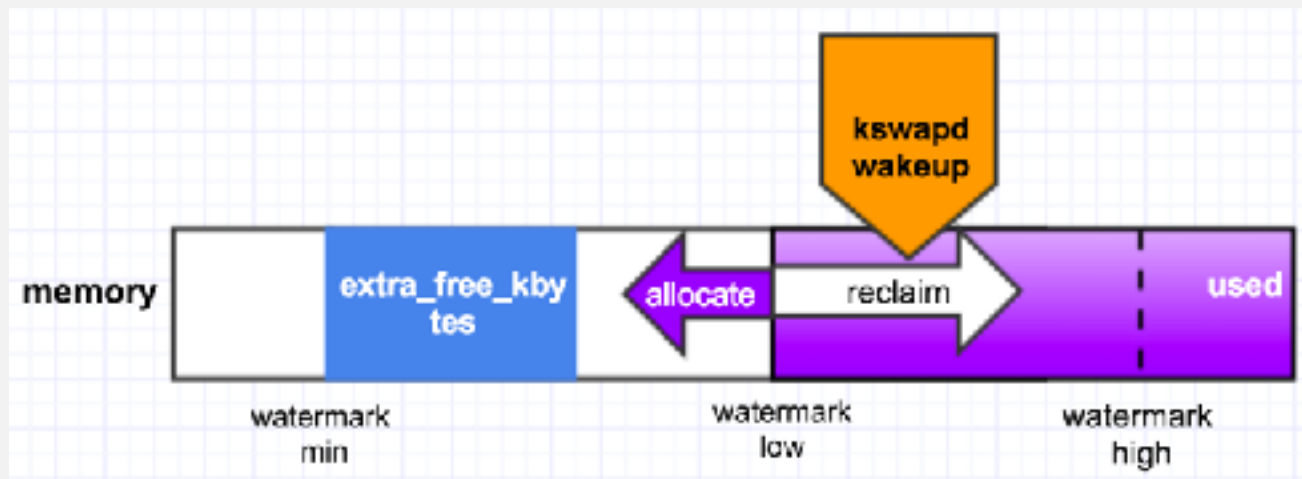 kswapd
wakeup
memory
extra_free_kby
tes
allocate
reclaim
used
watermark
min
watermark
low
watermark
high